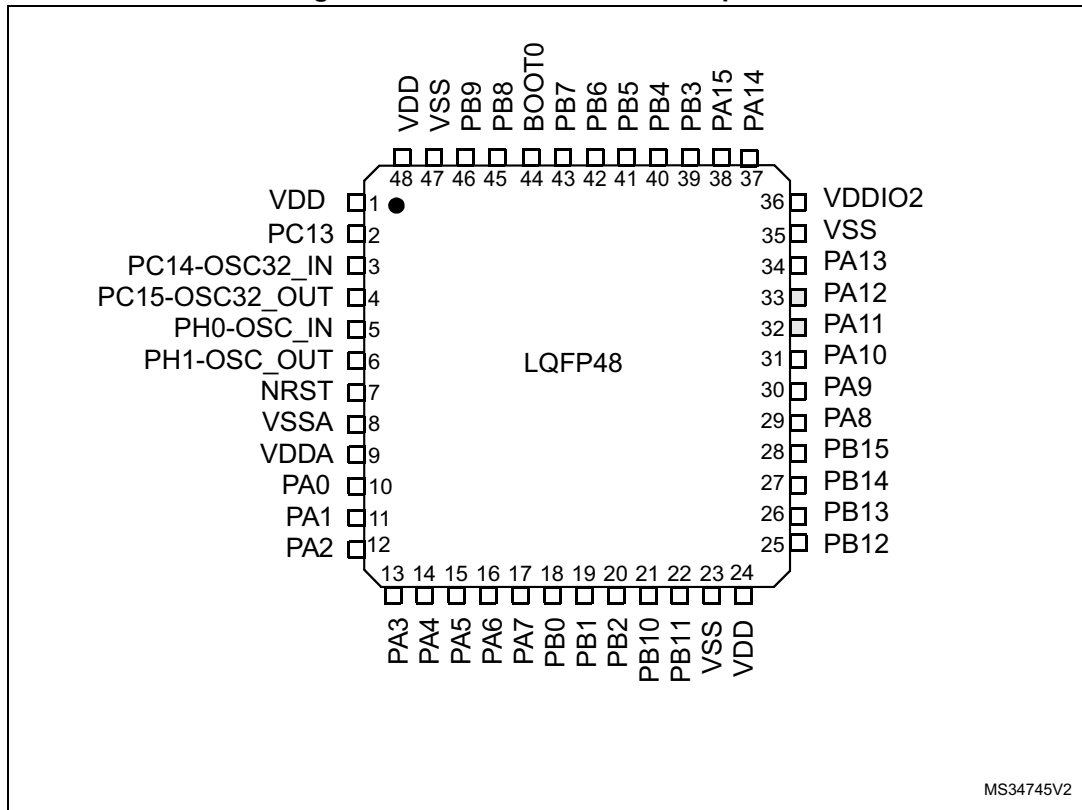 VDD
VSS
PB9
PB8
BOOT0
PB7
PB6
PB5
PB4
PB3
PA15
PA14
48 47 46 45 44 43 42 41 40 39 38 37
VDD 1
PC13 2
PC14-OSC32_IN 3
PC15-OSC32_OUT 4
PH0-OSC_IN 5
PH1-OSC_OUT 6
NRST 7
VSSA 8
VDDA 9
PA0 10
PA1 11
PA2 12
LQFP48
36 VDDIO2
35 VSS
34 PA13
33 PA12
32 PA11
31 PA10
30 PA9
29 PA8
28 PB15
27 PB14
26 PB13
25 PB12
13 14 15 16 17 18 19 20 21 22 23 24
PA3
PA4
PA5
PA6
PA7
PB0
PB1
PB2
PB10
PB11
VSS
VDD
MS34745V2